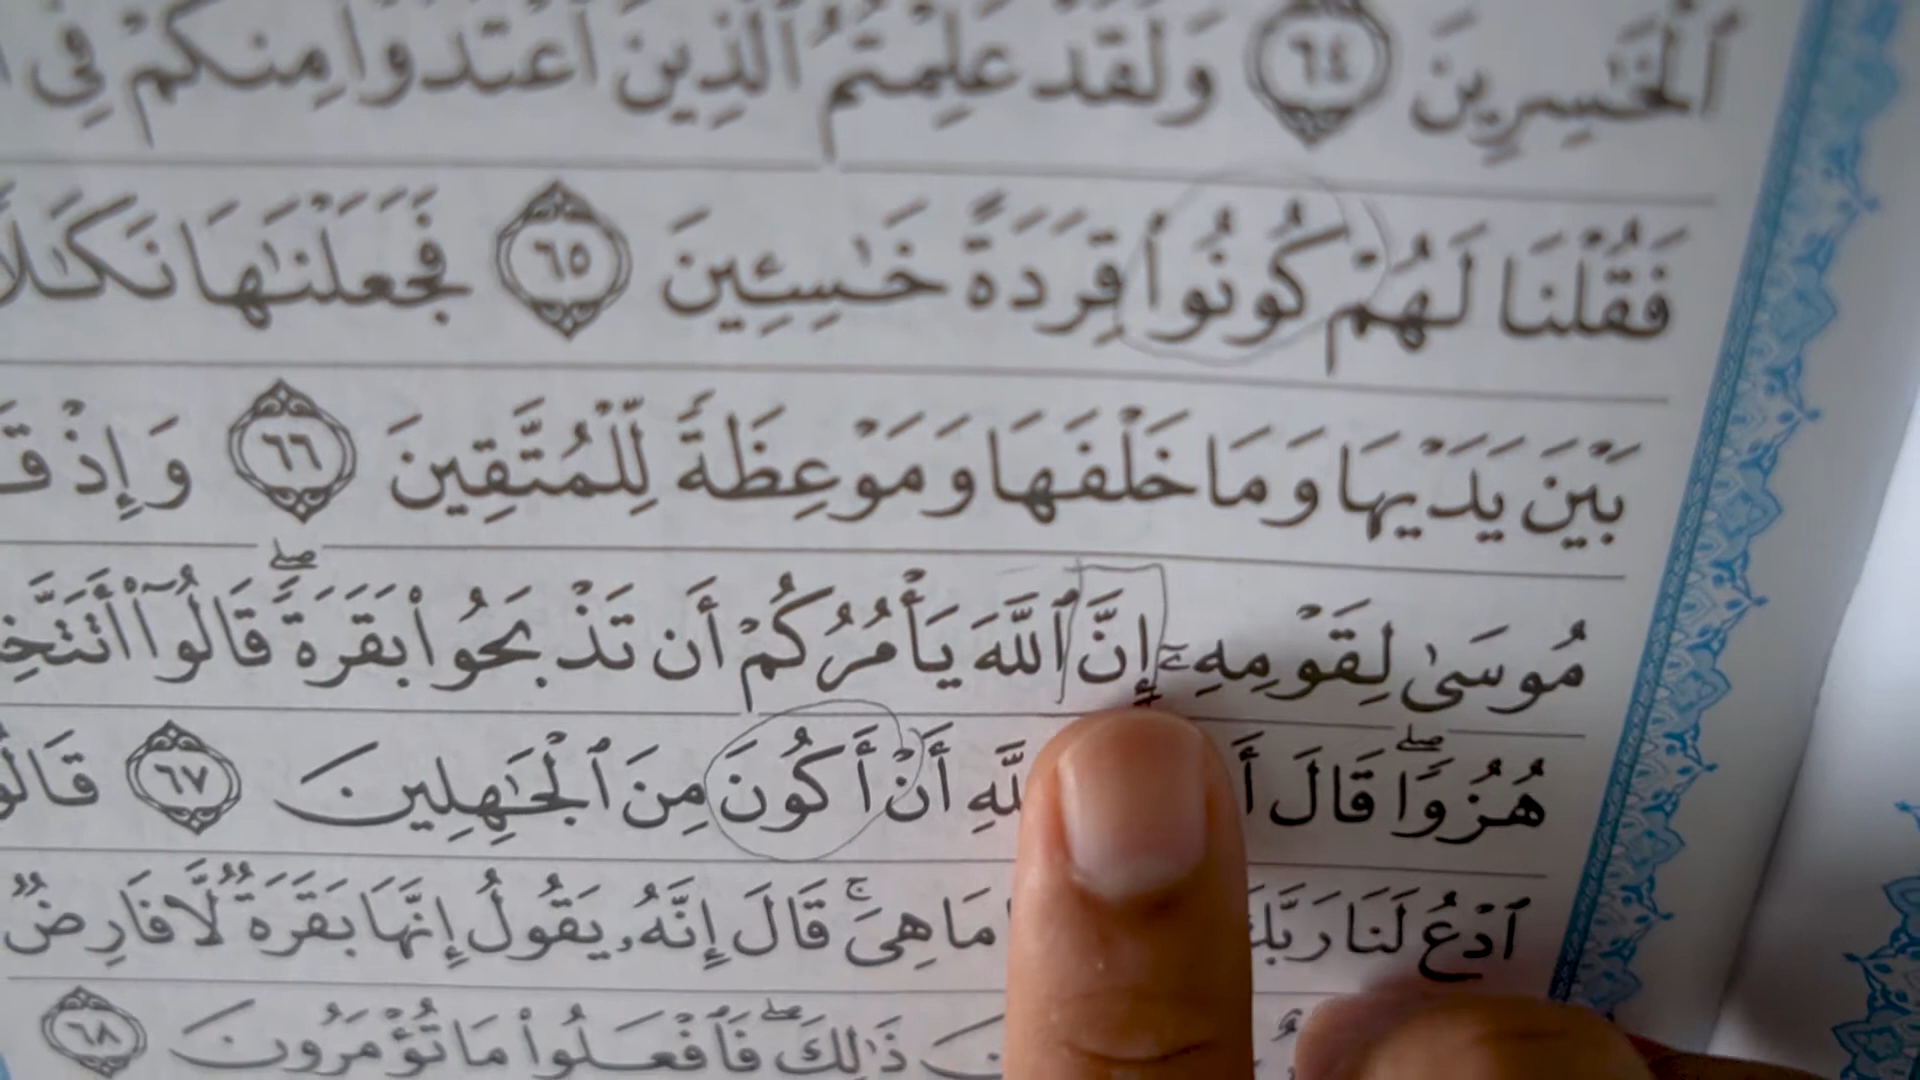 ٱلْخَـٰسِرِينَ ٦٤ وَلَقَدْ عَلِمْتُمُ ٱلَّذِينَ ٱعْتَدَوْا۟ مِنكُمْ فِى
فَقُلْنَا لَهُمْ كُونُوا۟ قِرَدَةً خَـٰسِـِٔينَ ٦٥ فَجَعَلْنَـٰهَا نَكَـٰلًا
بَيْنَ يَدَيْهَا وَمَا خَلْفَهَا وَمَوْعِظَةً لِّلْمُتَّقِينَ ٦٦ وَإِذْ
مُوسَىٰ لِقَوْمِهِۦٓ إِنَّ ٱللَّهَ يَأْمُرُكُمْ أَن تَذْبَحُوا۟ بَقَرَةً ۖ قَالُوٓا۟
هُزُوًا ۖ قَالَ أَنْ أَكُونَ مِنَ ٱلْجَـٰهِلِينَ ٦٧
ٱدْعُ لَنَا رَبَّكَ مَا هِىَ ۚ قَالَ إِنَّهُۥ يَقُولُ إِنَّهَا بَقَرَةٌ لَّا فَارِضٌ
ذَٰلِكَ ۖ فَٱفْعَلُوا۟ مَا تُؤْمَرُونَ ٦٨